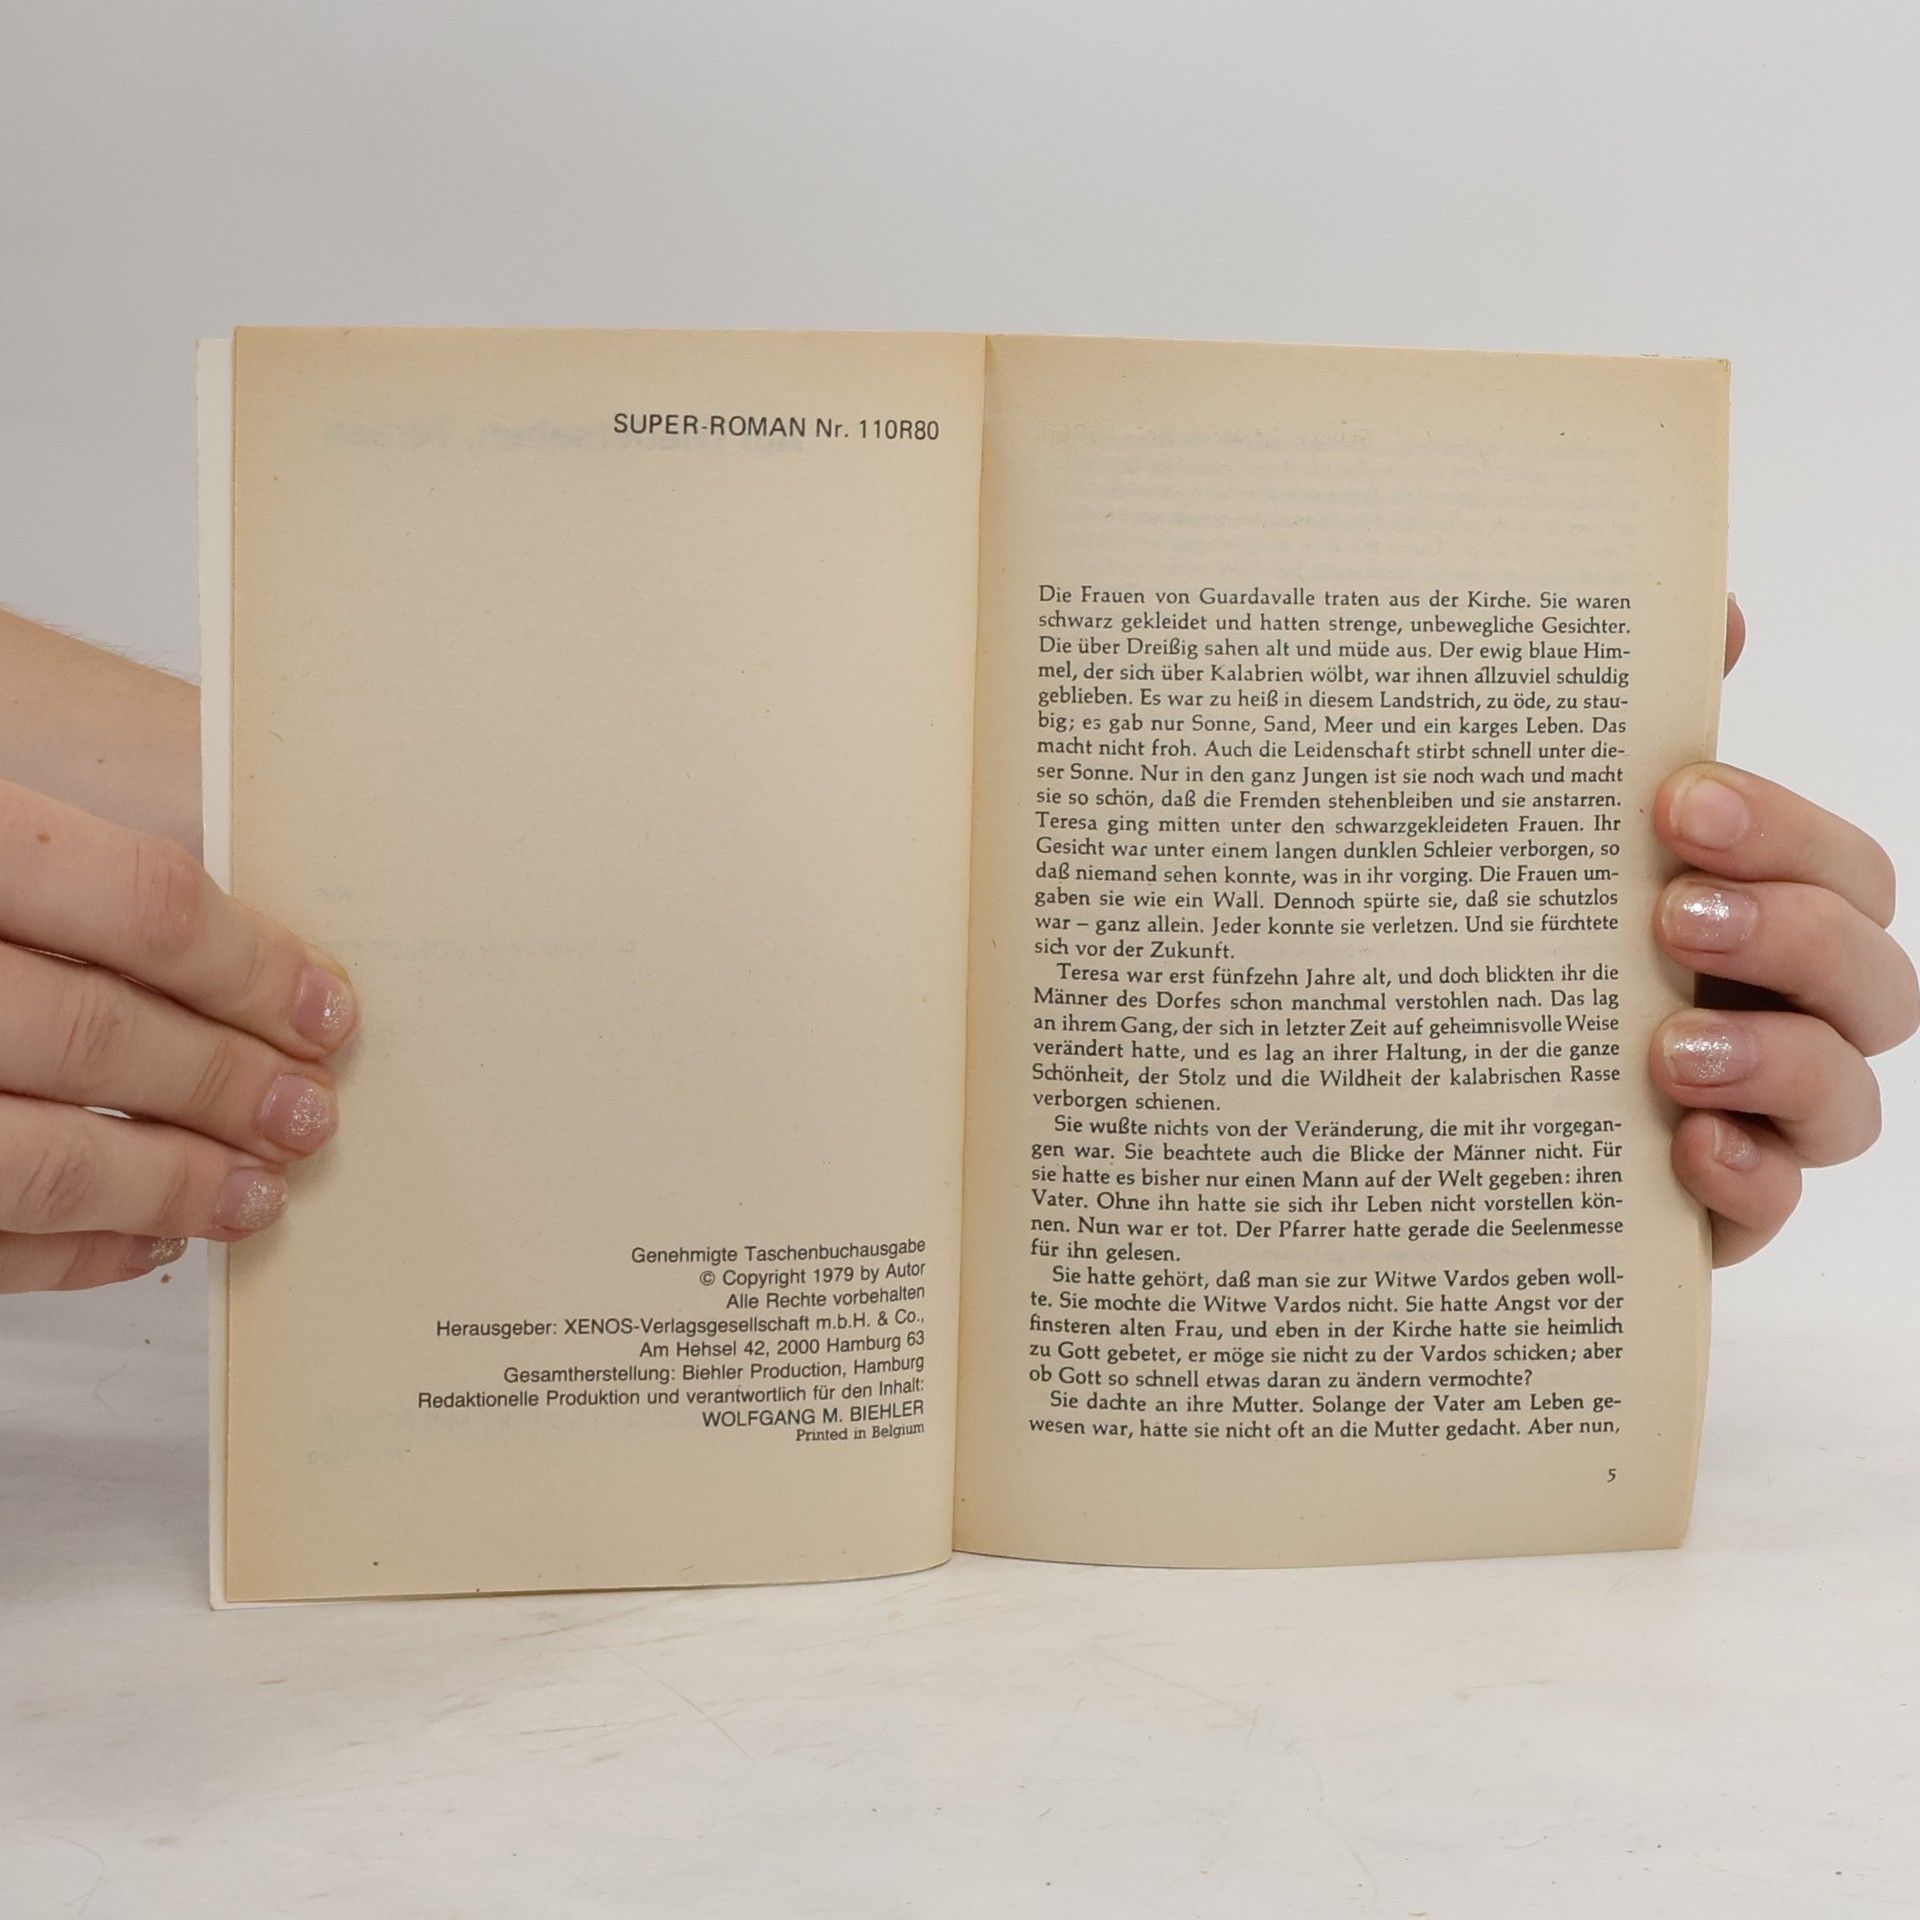 SUPER-ROMAN Nr. 110R80
Genehmigte Taschenbuchausgabe
© Copyright 1979 by Autor
Alle Rechte vorbehalten
Herausgeber: XENOS-Verlagsgesellschaft m.b.H. & Co.,
Am Hehsel 42, 2000 Hamburg 63
Gesamtherstellung: Biehler Production, Hamburg
Redaktionelle Produktion und verantwortlich für den Inhalt:
WOLFGANG M. BIEHLER
Printed in Belgium
Die Frauen von Guardavalle traten aus der Kirche. Sie waren
schwarz gekleidet und hatten strenge, unbewegliche Gesichter.
Die über Dreißig sahen alt und müde aus. Der ewig blaue Him-
mel, der sich über Kalabrien wölbt, war ihnen allzuviel schuldig
geblieben. Es war zu heiß in diesem Landstrich, zu öde, zu stau-
big; es gab nur Sonne, Sand, Meer und ein karges Leben. Das
macht nicht froh. Auch die Leidenschaft stirbt schnell unter die-
ser Sonne. Nur in den ganz Jungen ist sie noch wach und macht
sie so schön, daß die Fremden stehenbleiben und sie anstarren.
Teresa ging mitten unter den schwarzgekleideten Frauen. Ihr
Gesicht war unter einem langen dunklen Schleier verborgen, so
daß niemand sehen konnte, was in ihr vorging. Die Frauen um-
gaben sie wie ein Wall. Dennoch spürte sie, daß sie schutzlos
war – ganz allein. Jeder konnte sie verletzen. Und sie fürchtete
sich vor der Zukunft.
Teresa war erst fünfzehn Jahre alt, und doch blickten ihr die
Männer des Dorfes schon manchmal verstohlen nach. Das lag
an ihrem Gang, der sich in letzter Zeit auf geheimnisvolle Weise
verändert hatte, und es lag an ihrer Haltung, in der die ganze
Schönheit, der Stolz und die Wildheit der kalabrischen Rasse
verborgen schienen.
Sie wußte nichts von der Veränderung, die mit ihr vorgegan-
gen war. Sie beachtete auch die Blicke der Männer nicht. Für
sie hatte es bisher nur einen Mann auf der Welt gegeben: ihren
Vater. Ohne ihn hatte sie sich ihr Leben nicht vorstellen kön-
nen. Nun war er tot. Der Pfarrer hatte gerade die Seelenmesse
für ihn gelesen.
Sie hatte gehört, daß man sie zur Witwe Vardos geben woll-
te. Sie mochte die Witwe Vardos nicht. Sie hatte Angst vor der
finsteren alten Frau, und eben in der Kirche hatte sie heimlich
zu Gott gebetet, er möge sie nicht zu der Vardos schicken; aber
ob Gott so schnell etwas daran zu ändern vermochte?
Sie dachte an ihre Mutter. Solange der Vater am Leben ge-
wesen war, hatte sie nicht oft an die Mutter gedacht. Aber nun,
5